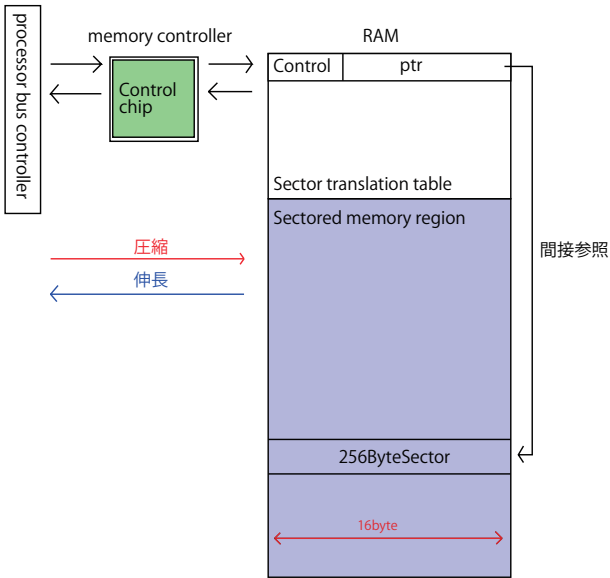 processor bus controller
memory controller
RAM
Control
chip
Control
ptr
Sector translation table
Sectored memory region
圧縮
伸長
間接参照
256ByteSector
16byte